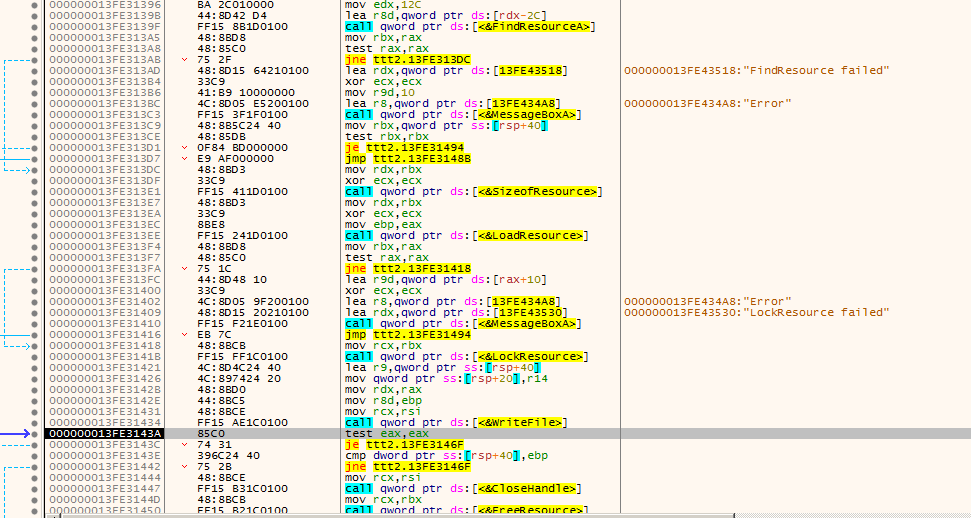 000000013FE31396 BA 2C010000 mov edx,12C
000000013FE3139B 44:8D42 D4 lea r8d,qword ptr ds:[rdx-2C]
000000013FE3139F FF15 8B1D0100 call qword ptr ds:[<&FindResourceA>]
000000013FE313A5 48:8BD8 mov rbx,rax
000000013FE313A8 48:85C0 test rax,rax
000000013FE313AB 75 2F jne ttt2.13FE313DC
000000013FE313AD 48:8D15 64210100 lea rdx,qword ptr ds:[13FE43518] 000000013FE43518:"FindResource failed"
000000013FE313B4 33C9 xor ecx,ecx
000000013FE313B6 41:B9 10000000 mov r9d,10
000000013FE313BC 4C:8D05 E5200100 lea r8,qword ptr ds:[13FE434A8] 000000013FE434A8:"Error"
000000013FE313C3 FF15 3F1F0100 call qword ptr ds:[<&MessageBoxA>]
000000013FE313C9 48:8B5C24 40 mov rbx,qword ptr ss:[rsp+40]
000000013FE313CE 48:85DB test rbx,rbx
000000013FE313D1 0F84 BD000000 je ttt2.13FE31494
000000013FE313D7 E9 AF000000 jmp ttt2.13FE3148B
000000013FE313DC 48:8BD3 mov rdx,rbx
000000013FE313DF 33C9 xor ecx,ecx
000000013FE313E1 FF15 411D0100 call qword ptr ds:[<&SizeofResource>]
000000013FE313E7 48:8BD3 mov rdx,rbx
000000013FE313EA 33C9 xor ecx,ecx
000000013FE313EC 8BE8 mov ebp,eax
000000013FE313EE FF15 241D0100 call qword ptr ds:[<&LoadResource>]
000000013FE313F4 48:8BD8 mov rbx,rax
000000013FE313F7 48:85C0 test rax,rax
000000013FE313FA 75 1C jne ttt2.13FE31418
000000013FE313FC 44:8D48 10 lea r9d,qword ptr ds:[rax+10]
000000013FE31400 33C9 xor ecx,ecx
000000013FE31402 4C:8D05 9F200100 lea r8,qword ptr ds:[13FE434A8] 000000013FE434A8:"Error"
000000013FE31409 48:8D15 20210100 lea rdx,qword ptr ds:[13FE43530] 000000013FE43530:"LockResource failed"
000000013FE31410 FF15 F21E0100 call qword ptr ds:[<&MessageBoxA>]
000000013FE31416 EB 7C jmp ttt2.13FE31494
000000013FE31418 48:8BCB mov rcx,rbx
000000013FE3141B FF15 FF1C0100 call qword ptr ds:[<&LockResource>]
000000013FE31421 4C:8D4C24 40 lea r9,qword ptr ss:[rsp+40]
000000013FE31426 4C:897424 20 mov qword ptr ss:[rsp+20],r14
000000013FE3142B 48:8BD0 mov rdx,rax
000000013FE3142E 44:8BC5 mov r8d,ebp
000000013FE31431 48:8BCE mov rcx,rsi
000000013FE31434 FF15 AE1C0100 call qword ptr ds:[<&WriteFile>]
000000013FE3143A 85C0 test eax,eax
000000013FE3143C 74 31 je ttt2.13FE3146F
000000013FE3143E 396C24 40 cmp dword ptr ss:[rsp+40],ebp
000000013FE31442 75 2B jne ttt2.13FE3146F
000000013FE31444 48:8BCE mov rcx,rsi
000000013FE31447 FF15 B31C0100 call qword ptr ds:[<&CloseHandle>]
000000013FE3144D 48:8BCB mov rcx,rbx
000000013FE31450 FF15 B21C0100 call qword ptr ds:[<&FreeResource>]